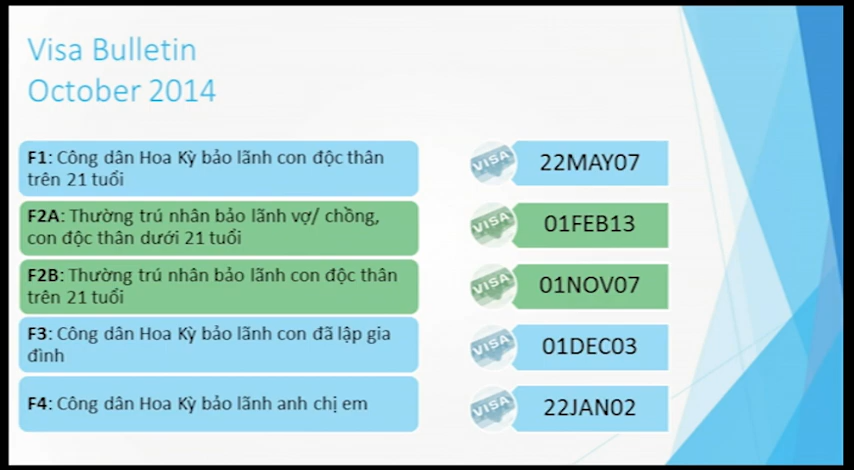 Visa Bulletin
October 2014
F1: Công dân Hoa Kỳ bảo lãnh con độc thân
trên 21 tuổi
VISA
22MAY07
F2A: Thường trú nhân bảo lãnh vợ/ chồng,
con độc thân dưới 21 tuổi
VISA
01FEB13
F2B: Thường trú nhân bảo lãnh con độc thân
trên 21 tuổi
VISA
01NOV07
F3: Công dân Hoa Kỳ bảo lãnh con đã lập gia
đình
VISA
01DEC03
F4: Công dân Hoa Kỳ bảo lãnh anh chị em
VISA
22JAN02